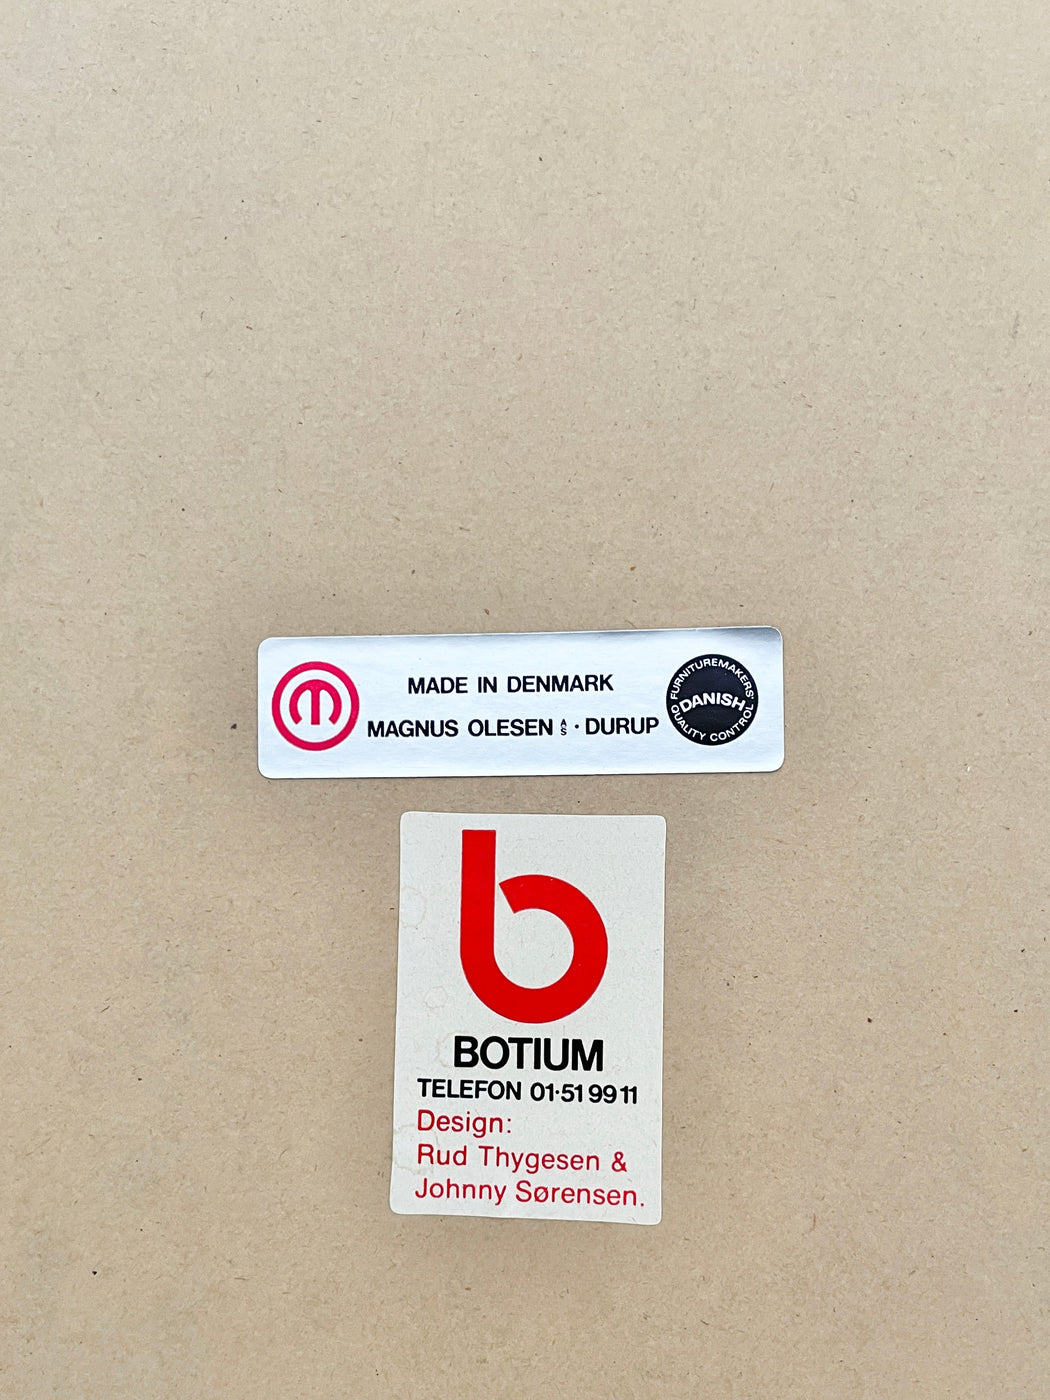 MADE IN DENMARK
MAGNUS OLESEN A/S · DURUP
FURNITUREMAKERS'
DANISH
QUALITY CONTROL
b
BOTIUM
TELEFON 01·51 99 11
Design:
Rud Thygesen &
Johnny Sørensen.